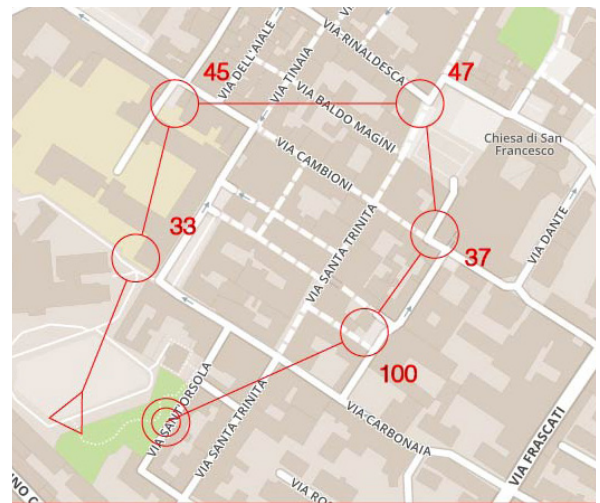 VIA RINALDESCA
45
47
VIA DELL'AIALE
VIA TINAIA
VIA BALDO MAGINI
Chiesa di San
Francesco
VIA CAMBIONI
33
37
VIA DANTE
VIA SANTA TRINITA
100
VIA SANT'ORSOLA
VIA SANTA TRINITA
VIA CARBONAIA
VIA FRASCATI